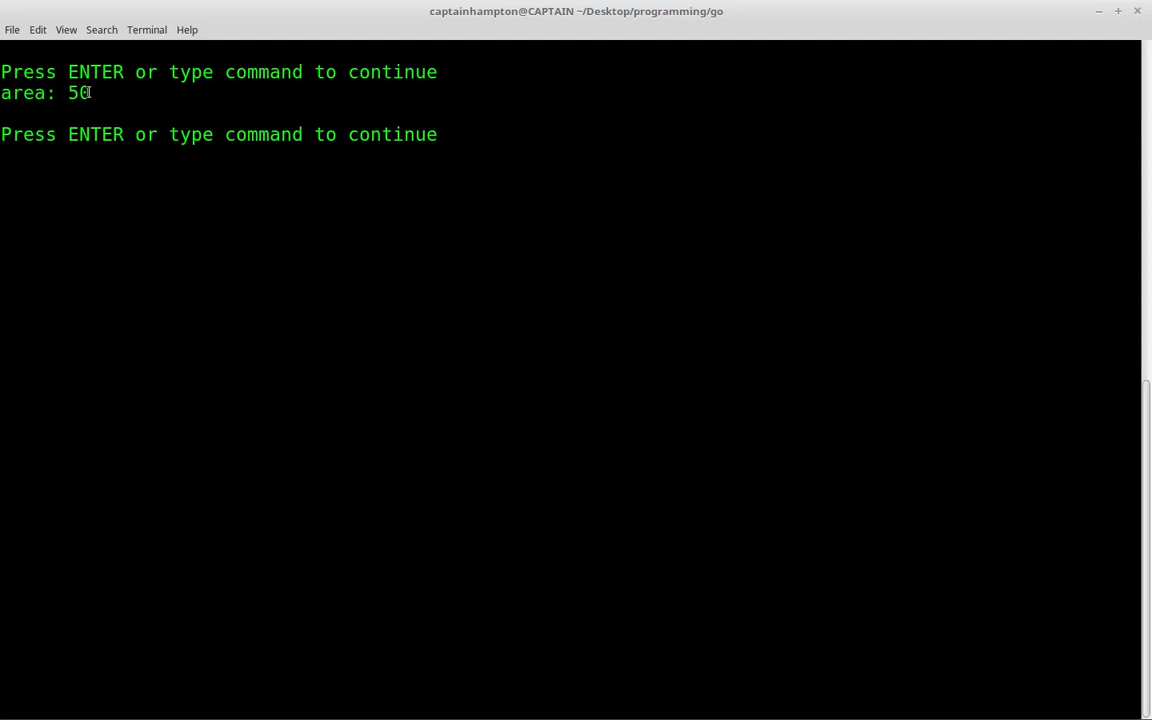 captainhampton@CAPTAIN ~/Desktop/programming/go
File Edit View Search Terminal Help
Press ENTER or type command to continue
area: 50
Press ENTER or type command to continue